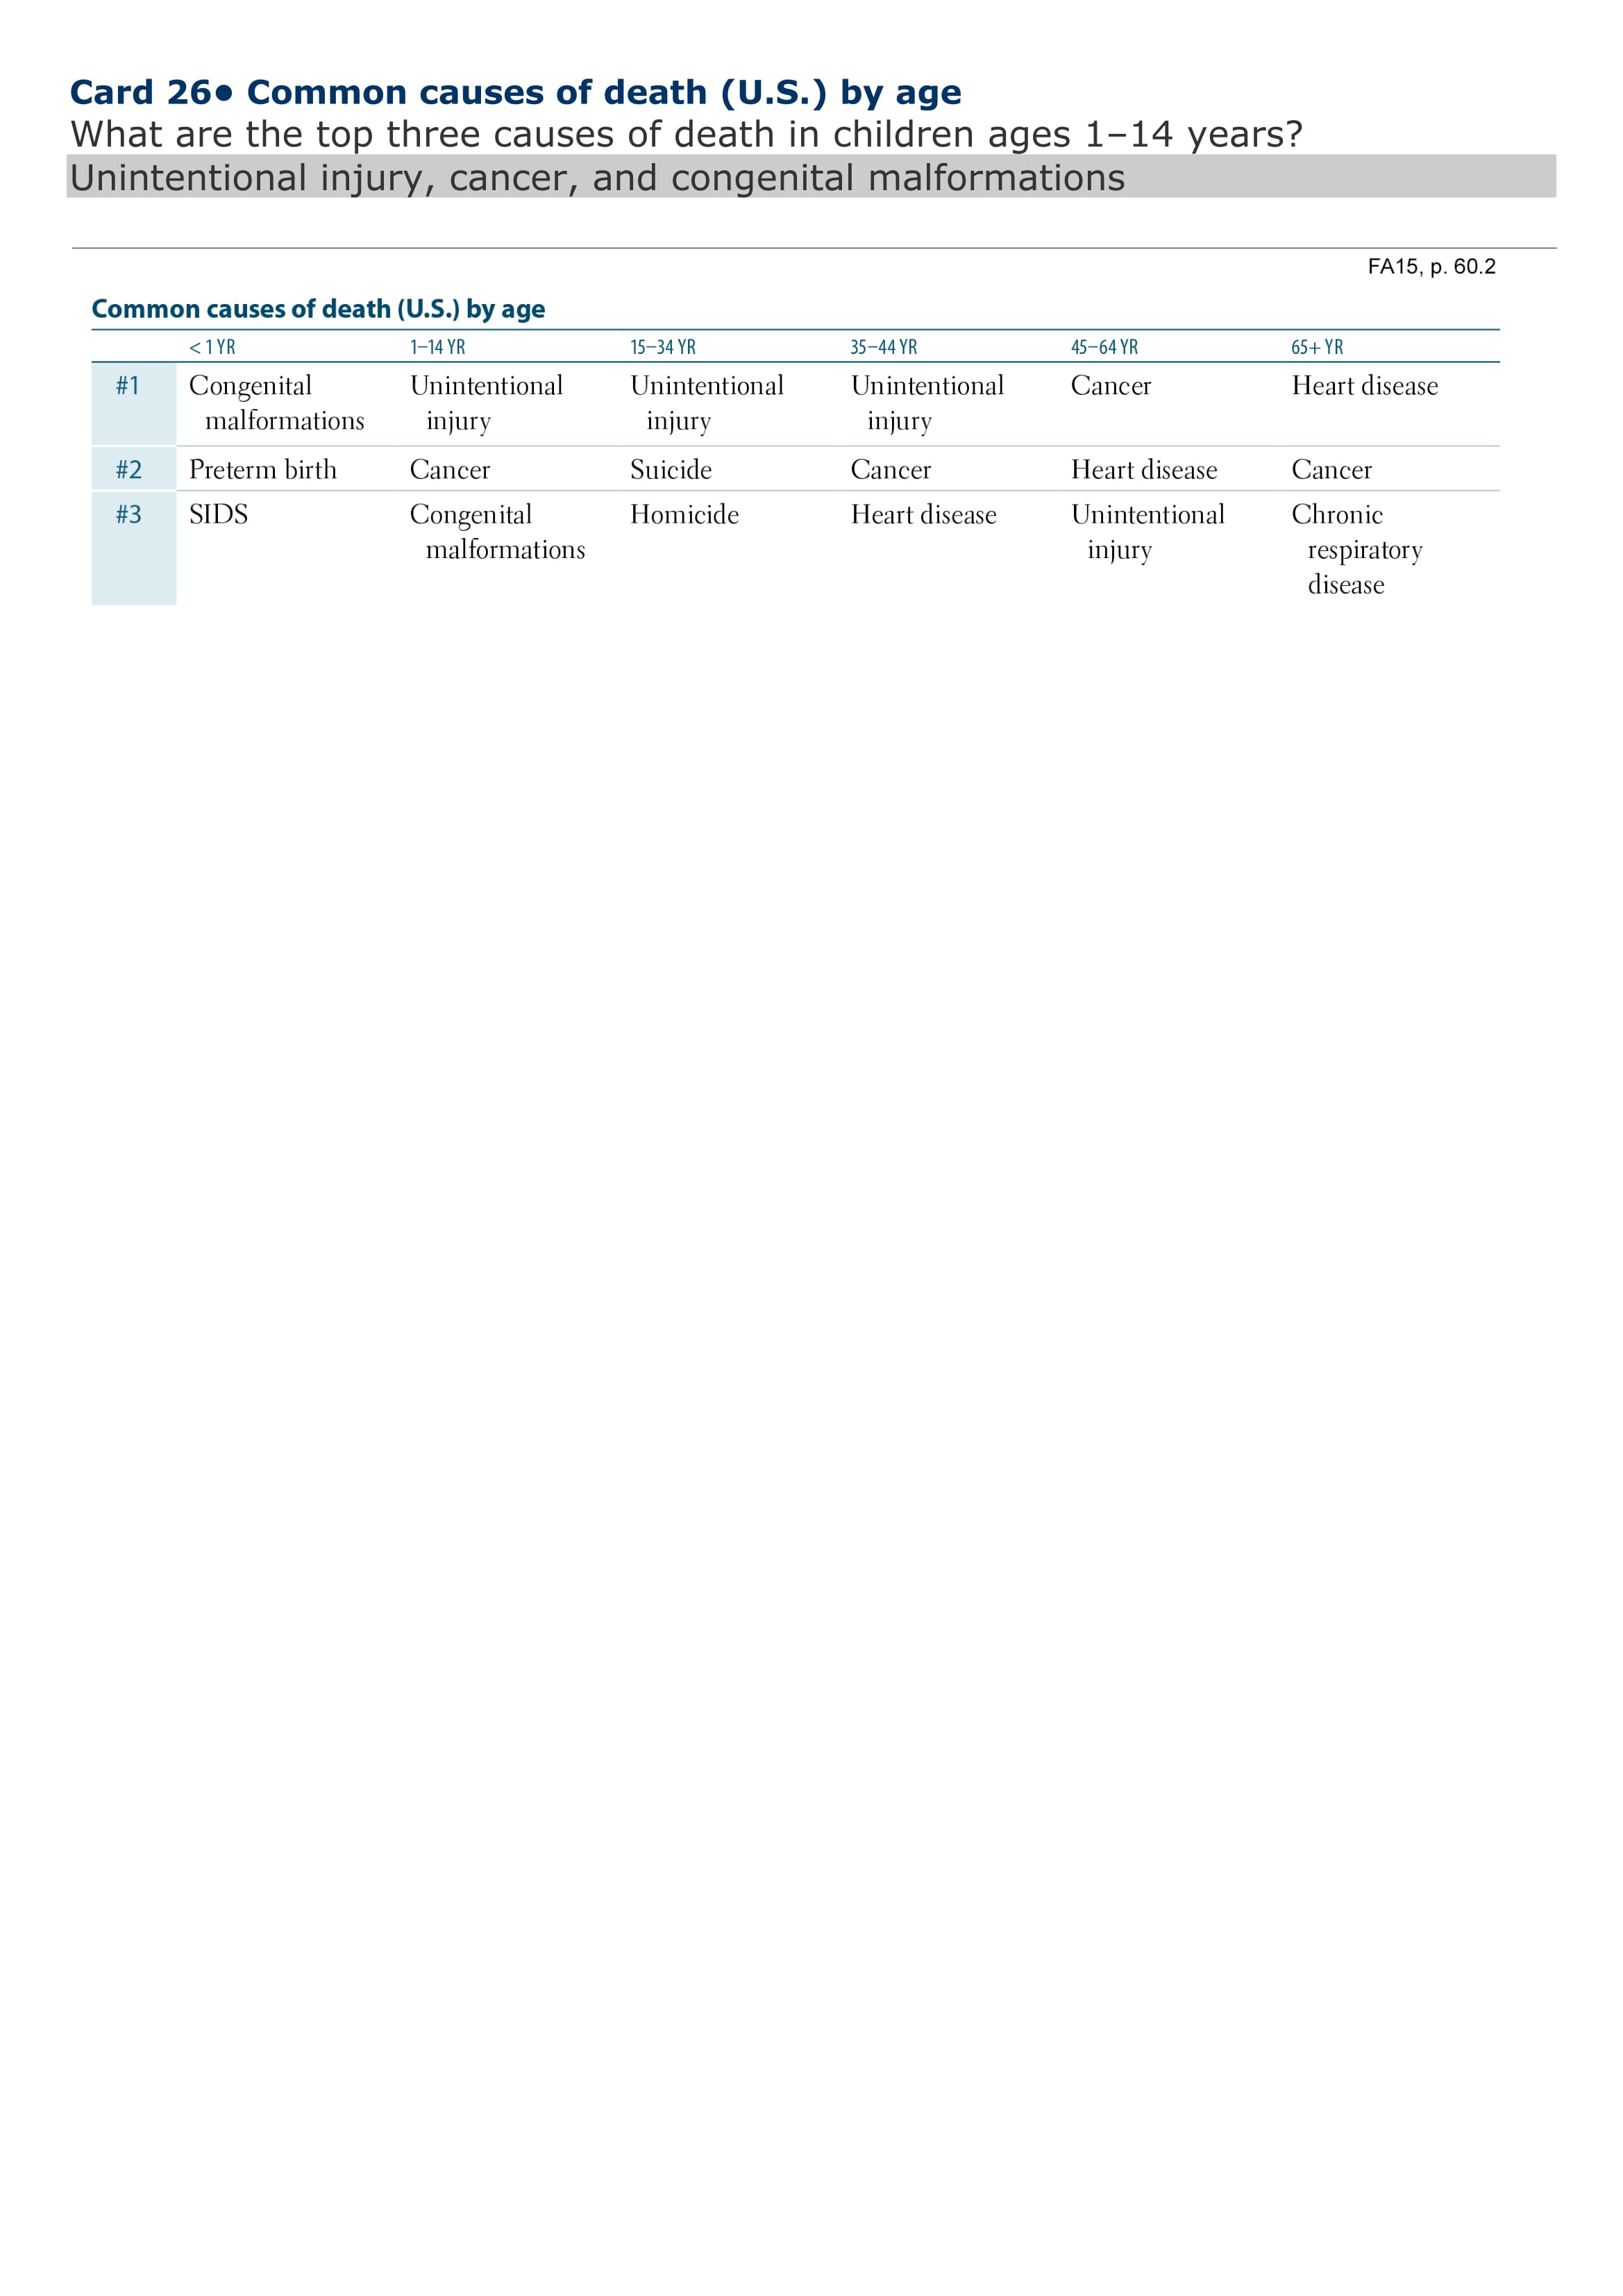 Card 26● Common causes of death (U.S.) by age
What are the top three causes of death in children ages 1–14 years?
Unintentional injury, cancer, and congenital malformations
FA15, p. 60.2
Common causes of death (U.S.) by age
< 1 YR 1–14 YR 15–34 YR 35–44 YR 45–64 YR 65+ YR
#1 Congenital Unintentional Unintentional Unintentional Cancer Heart disease
malformations injury injury injury
#2 Preterm birth Cancer Suicide Cancer Heart disease Cancer
#3 SIDS Congenital Homicide Heart disease Unintentional Chronic
malformations injury respiratory
disease